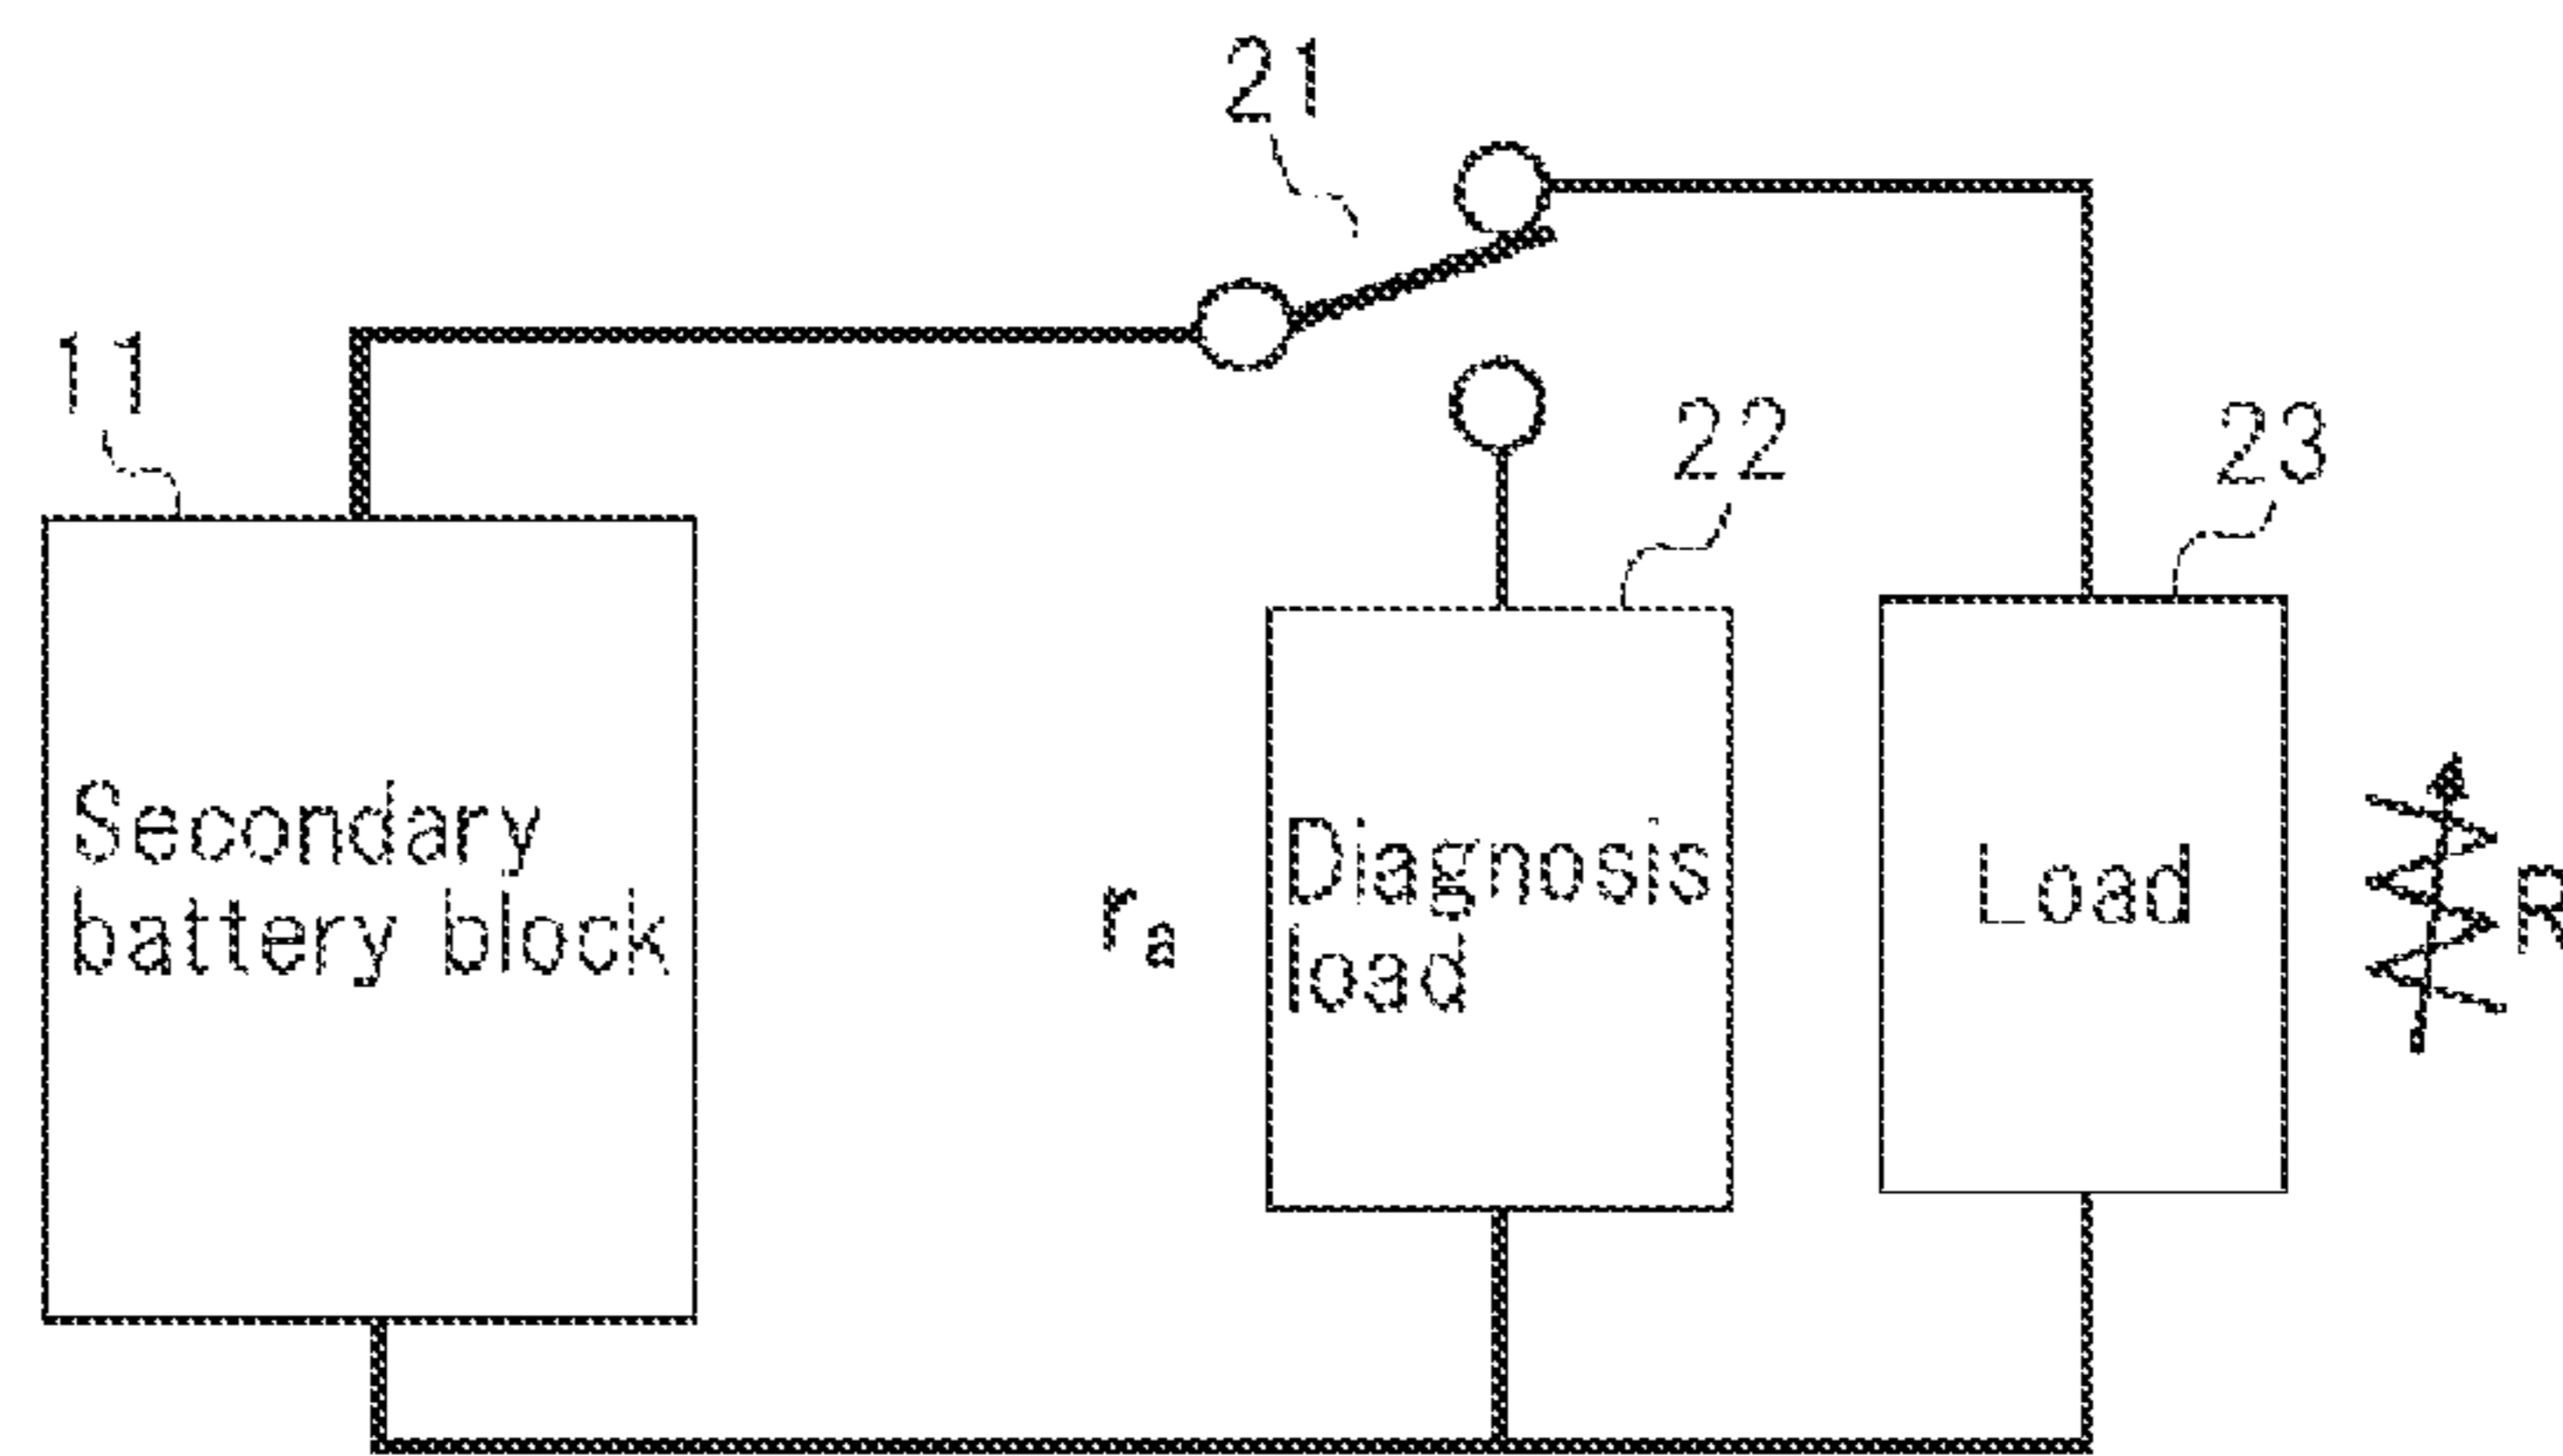 21
11
22
23
Secondary
battery block
ra
Diagnosis
load
Load
R